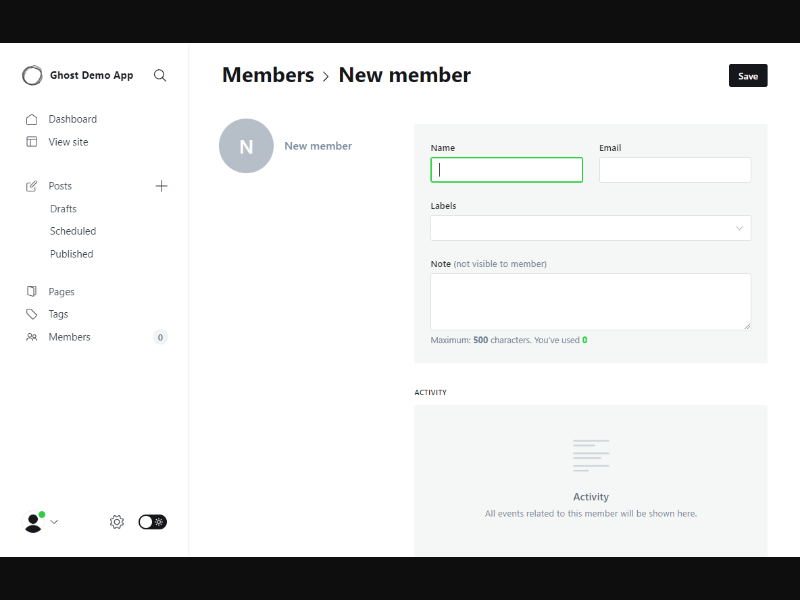 Ghost Demo App
Dashboard
View site
Posts
Drafts
Scheduled
Published
Pages
Tags
Members 0
Members > New member
Save
N New member
Name Email
Labels
Note (not visible to member)
Maximum: 500 characters. You've used 0
ACTIVITY
Activity
All events related to this member will be shown here.